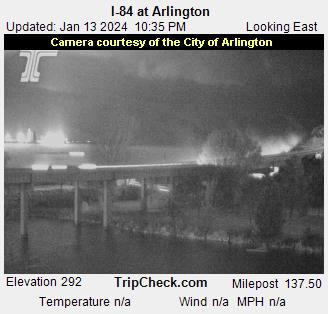 I-84 at Arlington
Updated: Jan 13 2024 10:35 PM Looking East
Camera courtesy of the City of Arlington
Elevation 292 TripCheck.com Milepost 137.50
Temperature n/a Wind n/a MPH n/a